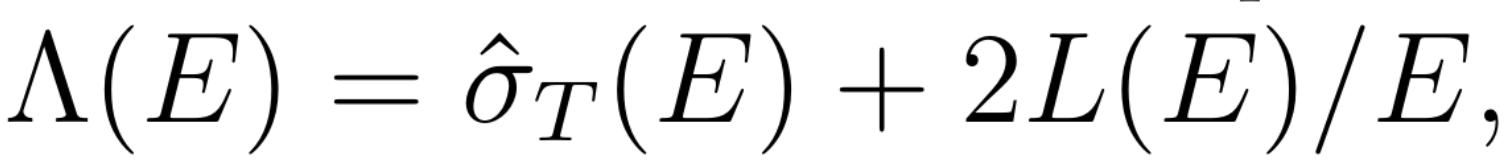 Λ(E) = σ̂_T(E) + 2L(E)/E,